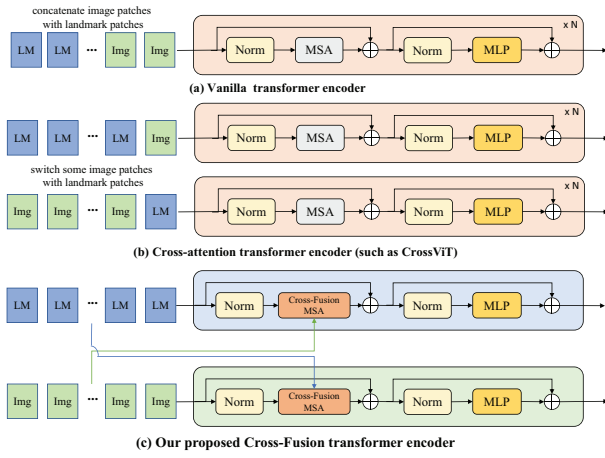 concatenate image patches
with landmark patches
LM LM ... Img Img
Norm MSA Norm MLP x N
(a) Vanilla transformer encoder
LM LM ... LM Img
Norm MSA Norm MLP x N
switch some image patches
with landmark patches
Img Img ... Img LM
Norm MSA Norm MLP x N
(b) Cross-attention transformer encoder (such as CrossViT)
LM LM ... LM LM
Norm Cross-Fusion
MSA Norm MLP
Img Img ... Img Img
Norm Cross-Fusion
MSA Norm MLP
(c) Our proposed Cross-Fusion transformer encoder